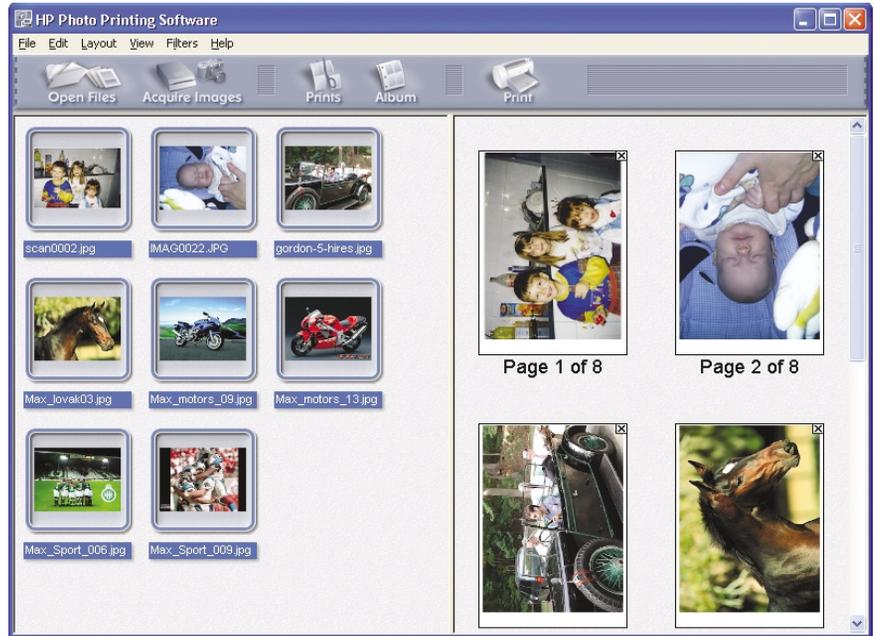 HP Photo Printing Software
File Edit Layout View Filters Help
Open Files Acquire Images Prints Album Print
scan0002.jpg IMAG0022.JPG gordon-5-hires.jpg
Max_lovak03.jpg Max_motors_09.jpg Max_motors_13.jpg
Max_Sport_006.jpg Max_Sport_009.jpg
Page 1 of 8 Page 2 of 8